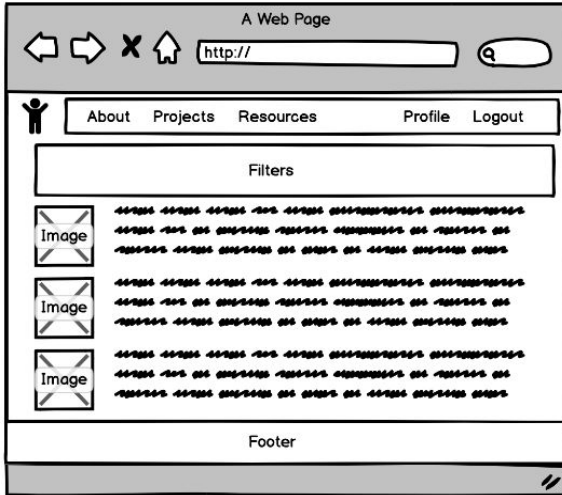 A Web Page
http://
About Projects Resources Profile Logout
Filters
Image
Image
Image
Footer